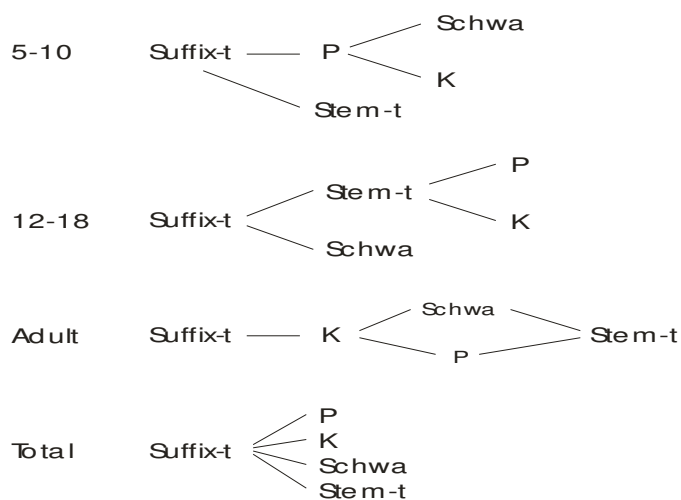 Schwa
5-10 Suffix-t P
K
Stem-t
P
Stem-t
12-18 Suffix-t K
Schwa
Schwa
Adult Suffix-t K Stem-t
P
P
K
Total Suffix-t
Schwa
Stem-t